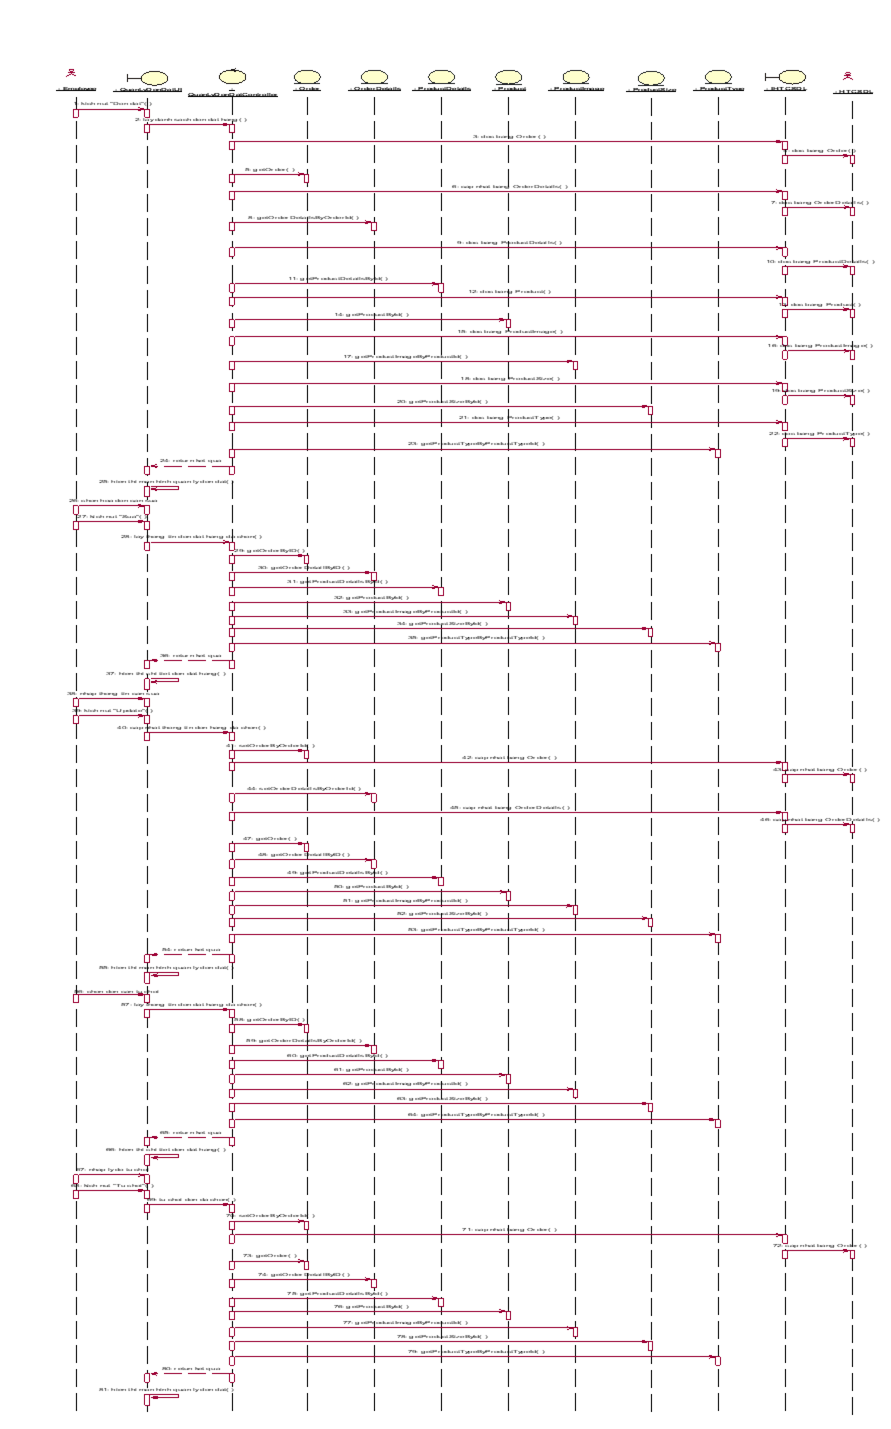 : Employee
: QuanLyDonDatUI
: QuanLyDonDatController
: Order
: OrderDetails
: ProductDetails
: Product
: ProductImage
: ProductSize
: ProductType
: IHTCSDL
: HTCSDL
1: kich nut "Don dat"( )
2: lay danh sach don dat hang ( )
3: doc bang Order ( )
4: doc bang Order( )
5: getOrder( )
6: cap nhat bang OrderDetails( )
7: doc bang OrderDetails( )
8: getOrderDetailsByOrderId( )
9: doc bang ProductDetails( )
10: doc bang ProductDetails( )
11: getProductDetailsById( )
12: doc bang Product( )
13: doc bang Product( )
14: getProductById( )
15: doc bang ProductImage( )
16: doc bang ProductImage( )
17: getProductImageByProductId( )
18: doc bang ProductSize( )
19: doc bang ProductSize( )
20: getProductSizeById( )
21: doc bang ProductType( )
22: doc bang ProductType( )
23: getProductTypeByProductTypeId( )
24: return ket qua
25: hien thi man hinh quan ly don dat(
26: chon hoa don can sua
27: kich nut "Sua"( )
28: lay thong tin don dat hang da chon( )
29: getOrderByID( )
30: getOrderDetailByID( )
31: getProductDetailsById( )
32: getProductById( )
33: getProductImageByProductId( )
34: getProductSizeById( )
35: getProductTypeByProductTypeId( )
36: return ket qua
37: hien thi chi tiet don dat hang( )
38: nhap thong tin can sua
39: kich nut "Update"( )
40: cap nhat thong tin don hang da chon( )
41: setOrderByOrderId( )
42: cap nhat bang Order( )
43: cap nhat bang Order ( )
44: setOrderDetailsByOrderId( )
45: cap nhat bang OrderDetails( )
46: cap nhat bang OrderDetails( )
47: getOrder( )
48: getOrderDetailByID( )
49: getProductDetailsById( )
50: getProductById( )
51: getProductImageByProductId( )
52: getProductSizeById( )
53: getProductTypeByProductTypeId( )
54: return ket qua
55: hien thi man hinh quan ly don dat( )
56: chon don can tu choi
57: lay thong tin don dat hang da chon( )
58: getOrderByID( )
59: getOrderDetailsByOrderId( )
60: getProductDetailsById( )
61: getProductById( )
62: getProductImageByProductId( )
63: getProductSizeById( )
64: getProductTypeByProductTypeId( )
65: return ket qua
66: hien thi chi tiet don dat hang( )
67: nhap ly do tu choi
68: kich nut "Tu choi"( )
69: tu choi don da chon( )
70: setOrderByOrderId( )
71: cap nhat bang Order( )
72: cap nhat bang Order ( )
73: getOrder( )
74: getOrderDetailByID( )
75: getProductDetailsById( )
76: getProductById( )
77: getProductImageByProductId( )
78: getProductSizeById( )
79: getProductTypeByProductTypeId( )
80: return ket qua
81: hien thi man hinh quan ly don dat( )